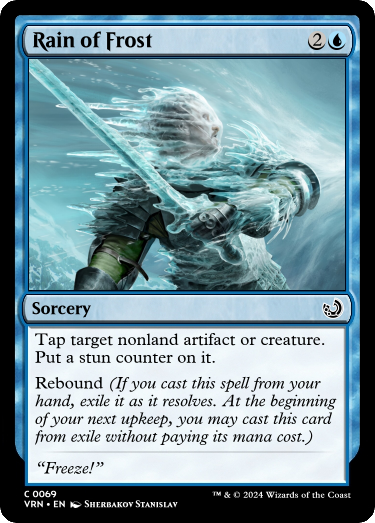 Rain of Frost 2
Sorcery
Tap target nonland artifact or creature.
Put a stun counter on it.
Rebound (If you cast this spell from your
hand, exile it as it resolves. At the beginning
of your next upkeep, you may cast this card
from exile without paying its mana cost.)
“Freeze!”
C 0069
VRN • EN Sherbakov Stanislav ™ & © 2024 Wizards of the Coast